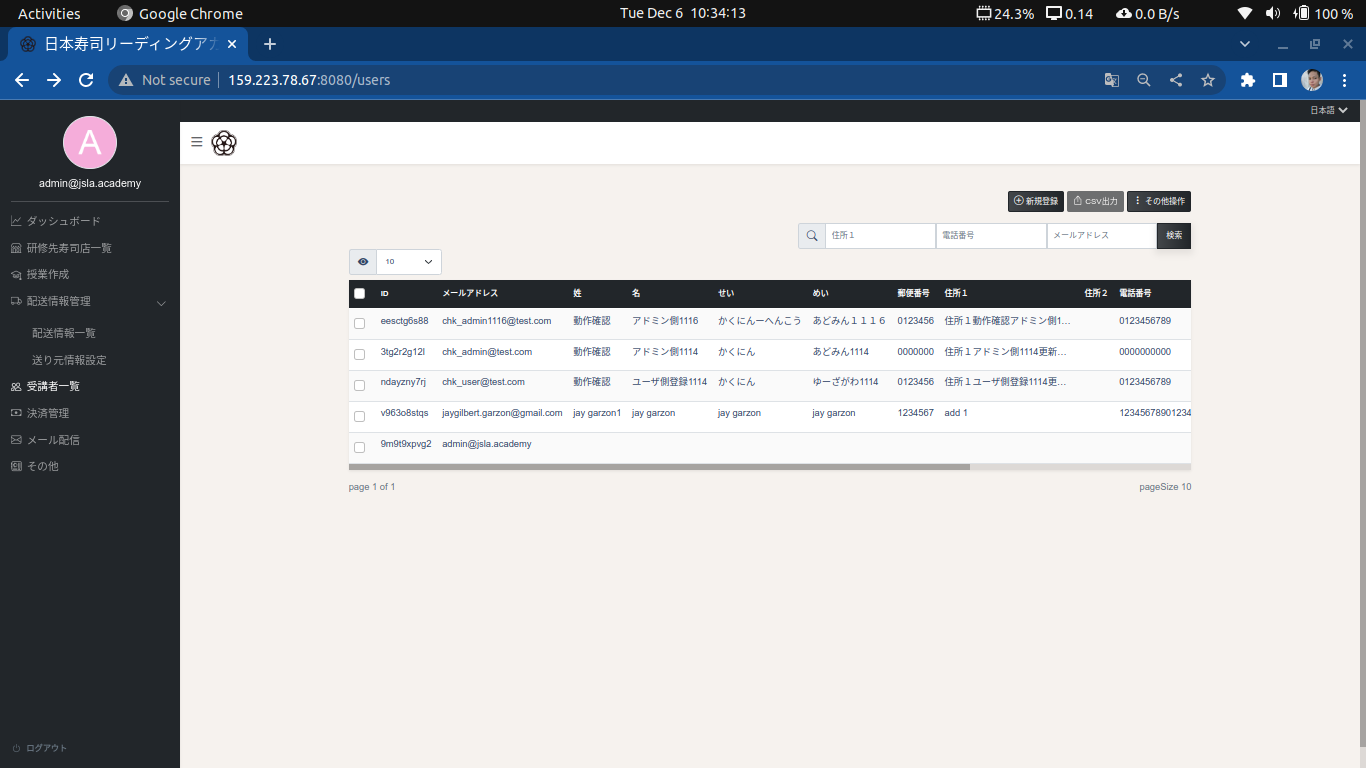 Activities Google Chrome Tue Dec 6 10:34:13 24.3% 0.14 0.0 B/s 100 %
日本寿司リーディングアカ
Not secure 159.223.78.67:8080/users
日本語
A
admin@jsla.academy
ダッシュボード
研修先寿司店一覧
授業作成
配送情報管理
配送情報一覧
送り元情報設定
受講者一覧
決済管理
メール配信
その他
ログアウト
新規登録 CSV出力 その他操作
住所１ 電話番号 メールアドレス 検索
10
ID メールアドレス 姓 名 せい めい 郵便番号 住所１ 住所２ 電話番号
eesctg6s88 chk_admin1116@test.com 動作確認 アドミン側1116 かくにんーへんこう あどみん１１１６ 0123456 住所１動作確認アドミン側1... 0123456789
3tg2r2g12l chk_admin@test.com 動作確認 アドミン側1114 かくにん あどみん1114 0000000 住所１アドミン側1114更新... 0000000000
ndayzny7rj chk_user@test.com 動作確認 ユーザ側登録1114 かくにん ゆーざがわ1114 0123456 住所１ユーザ側登録1114更... 0123456789
v963o8stqs jaygilbert.garzon@gmail.com jay garzon1 jay garzon jay garzon jay garzon 1234567 add 1 12345678901234
9m9t9xpvg2 admin@jsla.academy
page 1 of 1 pageSize 10